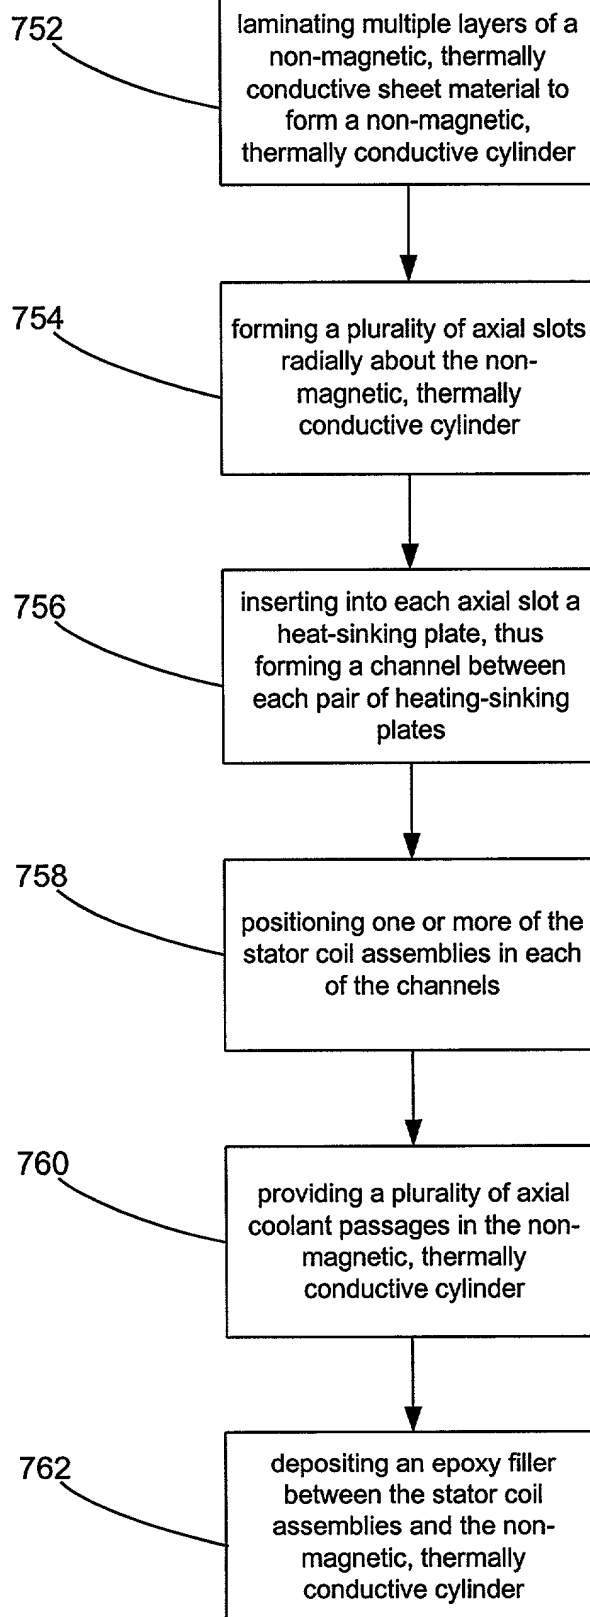 752
laminating multiple layers of a
non-magnetic, thermally
conductive sheet material to
form a non-magnetic,
thermally conductive cylinder
754
forming a plurality of axial slots
radially about the non-
magnetic, thermally
conductive cylinder
756
inserting into each axial slot a
heat-sinking plate, thus
forming a channel between
each pair of heating-sinking
plates
758
positioning one or more of the
stator coil assemblies in each
of the channels
760
providing a plurality of axial
coolant passages in the non-
magnetic, thermally
conductive cylinder
762
depositing an epoxy filler
between the stator coil
assemblies and the non-
magnetic, thermally
conductive cylinder